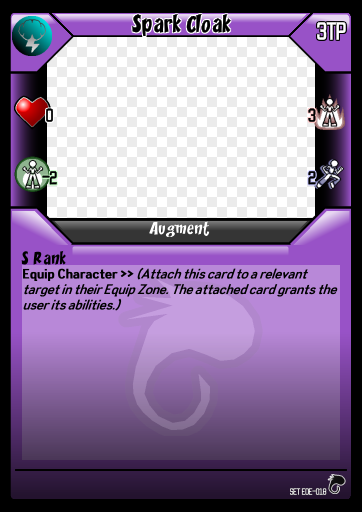 Spark Cloak
3TP
0
3
-2
2
Augment
S Rank
Equip Character >> (Attach this card to a relevant
target in their Equip Zone. The attached card grants the
user its abilities.)
SET EOE-018